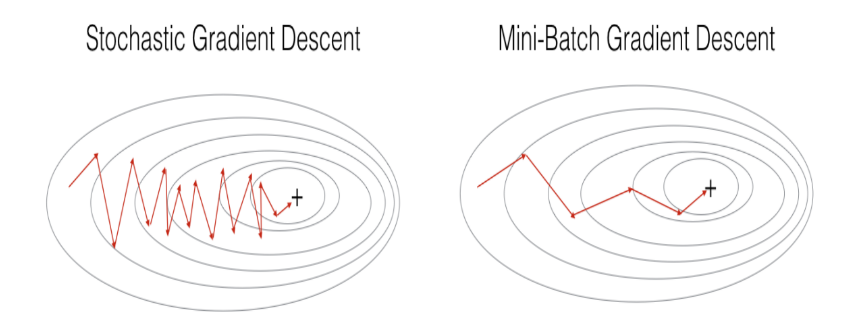 Stochastic Gradient Descent
Mini-Batch Gradient Descent